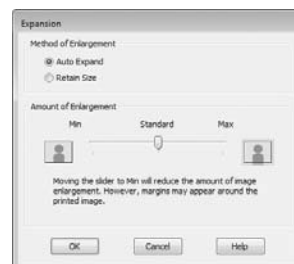 Expansion
Method of Enlargement
Auto Expand
Retain Size
Amount of Enlargement
Min Standard Max
Moving the slider to Min will reduce the amount of image
enlargement. However, margins may appear around the
printed image.
OK Cancel Help